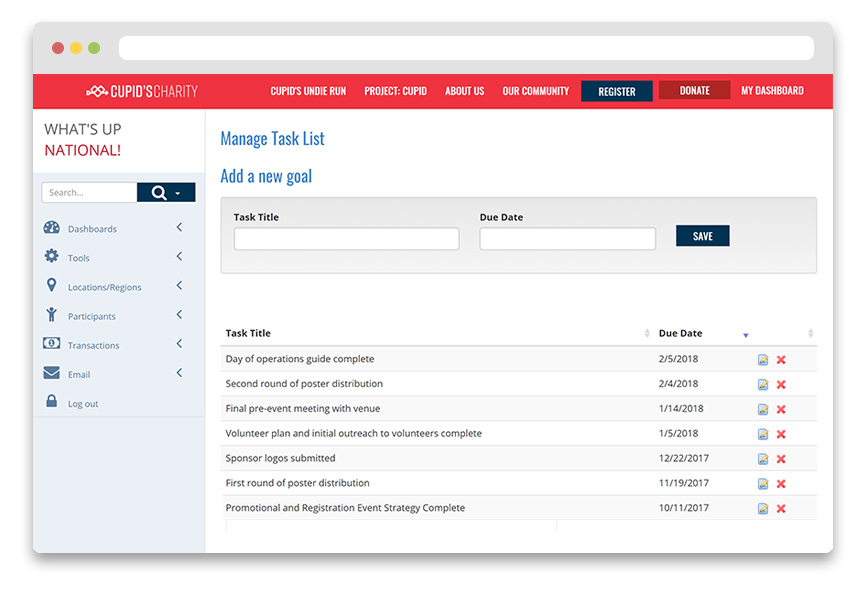 CUPID'SCHARITY
CUPID'S UNDIE RUN PROJECT: CUPID ABOUT US OUR COMMUNITY REGISTER DONATE MY DASHBOARD
WHAT'S UP
NATIONAL!
Search...
Dashboards
Tools
Locations/Regions
Participants
Transactions
Email
Log out
Manage Task List
Add a new goal
Task Title Due Date
SAVE
Task Title Due Date
Day of operations guide complete 2/5/2018
Second round of poster distribution 2/4/2018
Final pre-event meeting with venue 1/14/2018
Volunteer plan and initial outreach to volunteers complete 1/5/2018
Sponsor logos submitted 12/22/2017
First round of poster distribution 11/19/2017
Promotional and Registration Event Strategy Complete 10/11/2017